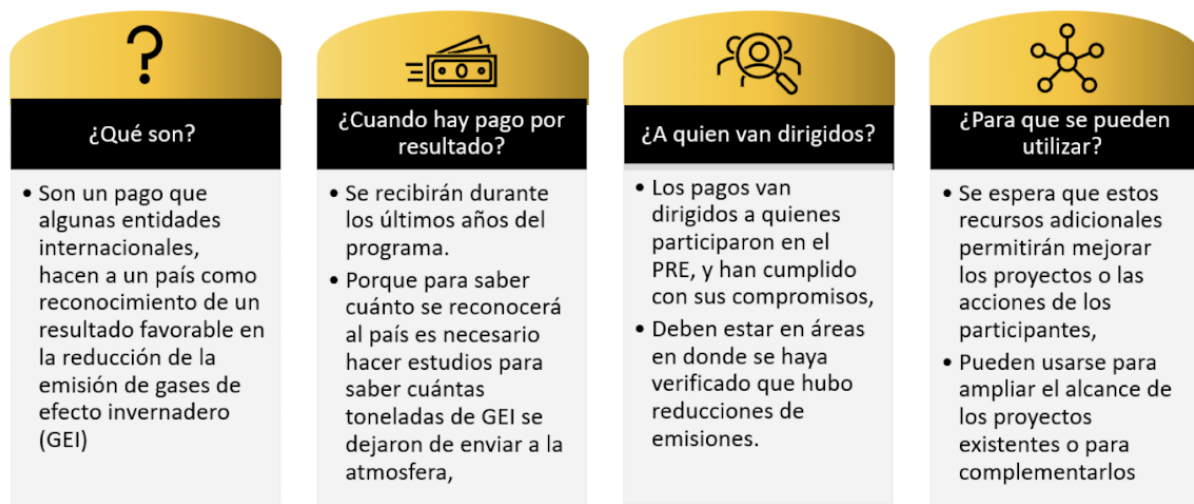 ¿Qué son?
• Son un pago que
algunas entidades
internacionales,
hacen a un país como
reconocimiento de un
resultado favorable en
la reducción de la
emisión de gases de
efecto invernadero
(GEI)
¿Cuando hay pago por
resultado?
• Se recibirán durante
los últimos años del
programa.
• Porque para saber
cuánto se reconocerá
al país es necesario
hacer estudios para
saber cuántas
toneladas de GEI se
dejaron de enviar a la
atmosfera,
¿A quien van dirigidos?
• Los pagos van
dirigidos a quienes
participaron en el
PRE, y han cumplido
con sus compromisos,
• Deben estar en áreas
en donde se haya
verificado que hubo
reducciones de
emisiones.
¿Para que se pueden
utilizar?
• Se espera que estos
recursos adicionales
permitirán mejorar
los proyectos o las
acciones de los
participantes,
• Pueden usarse para
ampliar el alcance de
los proyectos
existentes o para
complementarlos